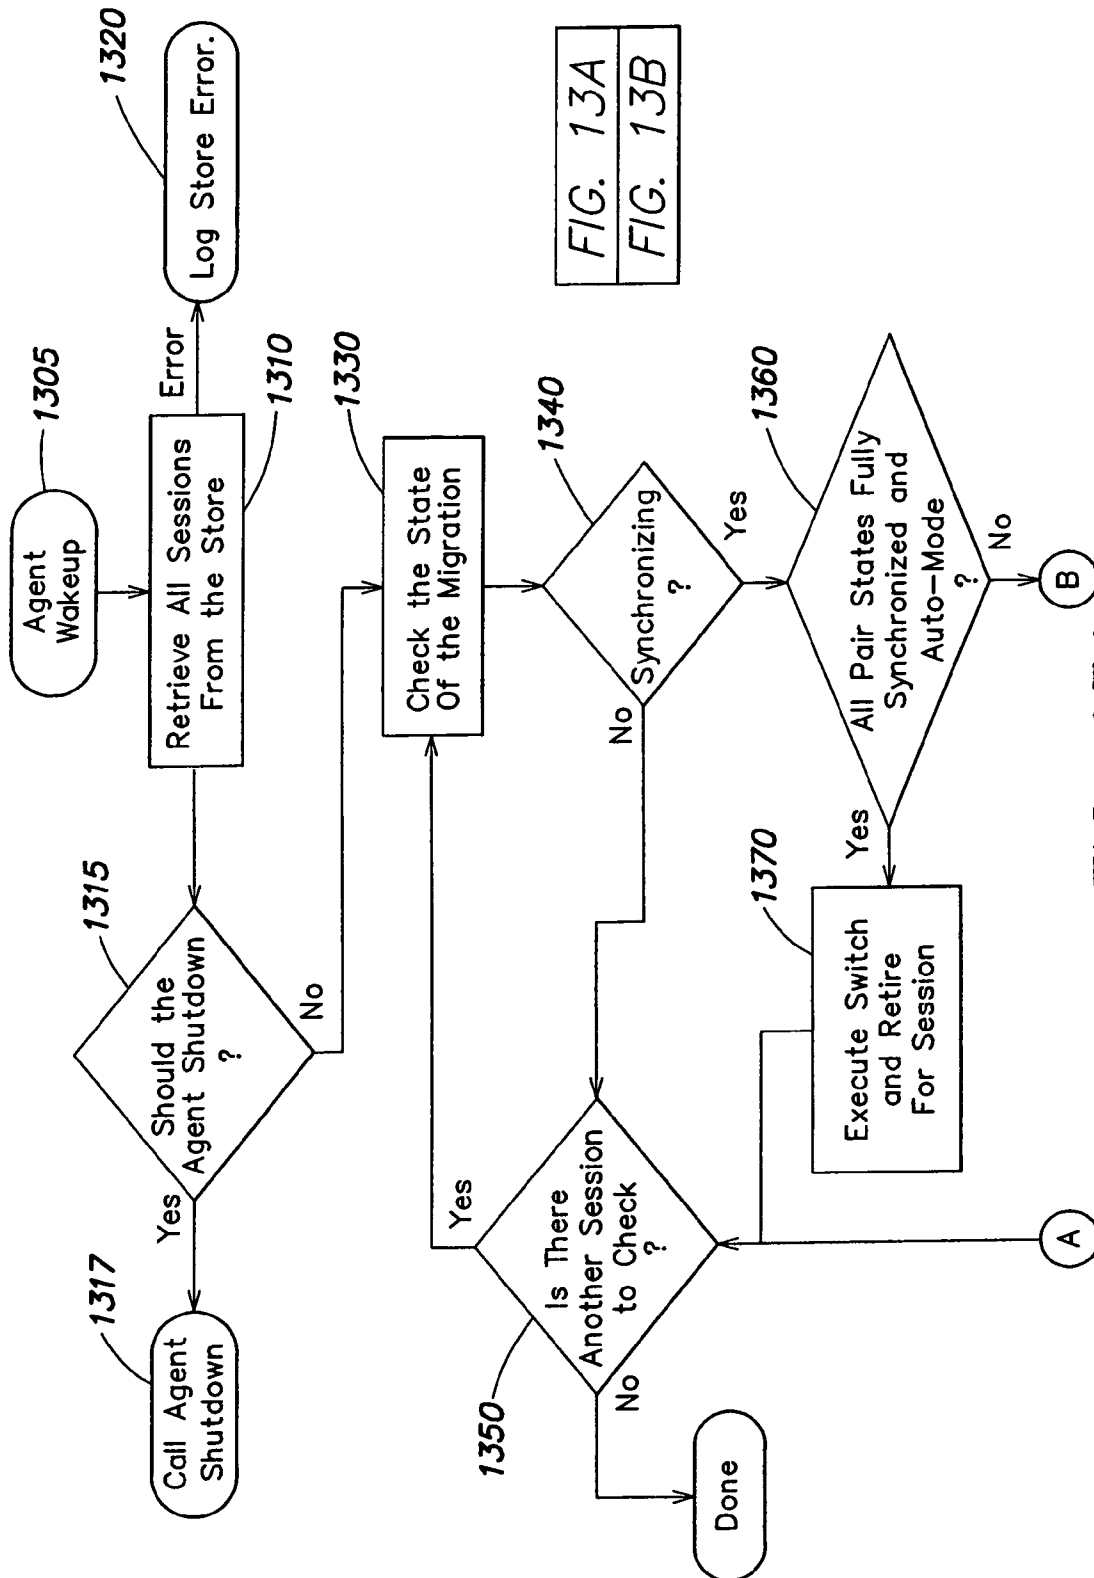 Agent
Wakeup
1305
Retrieve All Sessions
From the Store
1310
Error
Log Store Error.
1320
Should the
Agent Shutdown
?
1315
Yes
No
Call Agent
Shutdown
1317
Check the State
Of the Migration
1330
Synchronizing
?
1340
No
Yes
Is There
Another Session
to Check
?
1350
Yes
No
Done
All Pair States Fully
Synchronized and
Auto-Mode
?
1360
Yes
No
Execute Switch
and Retire
For Session
1370
A
B
FIG. 13A
FIG. 13B